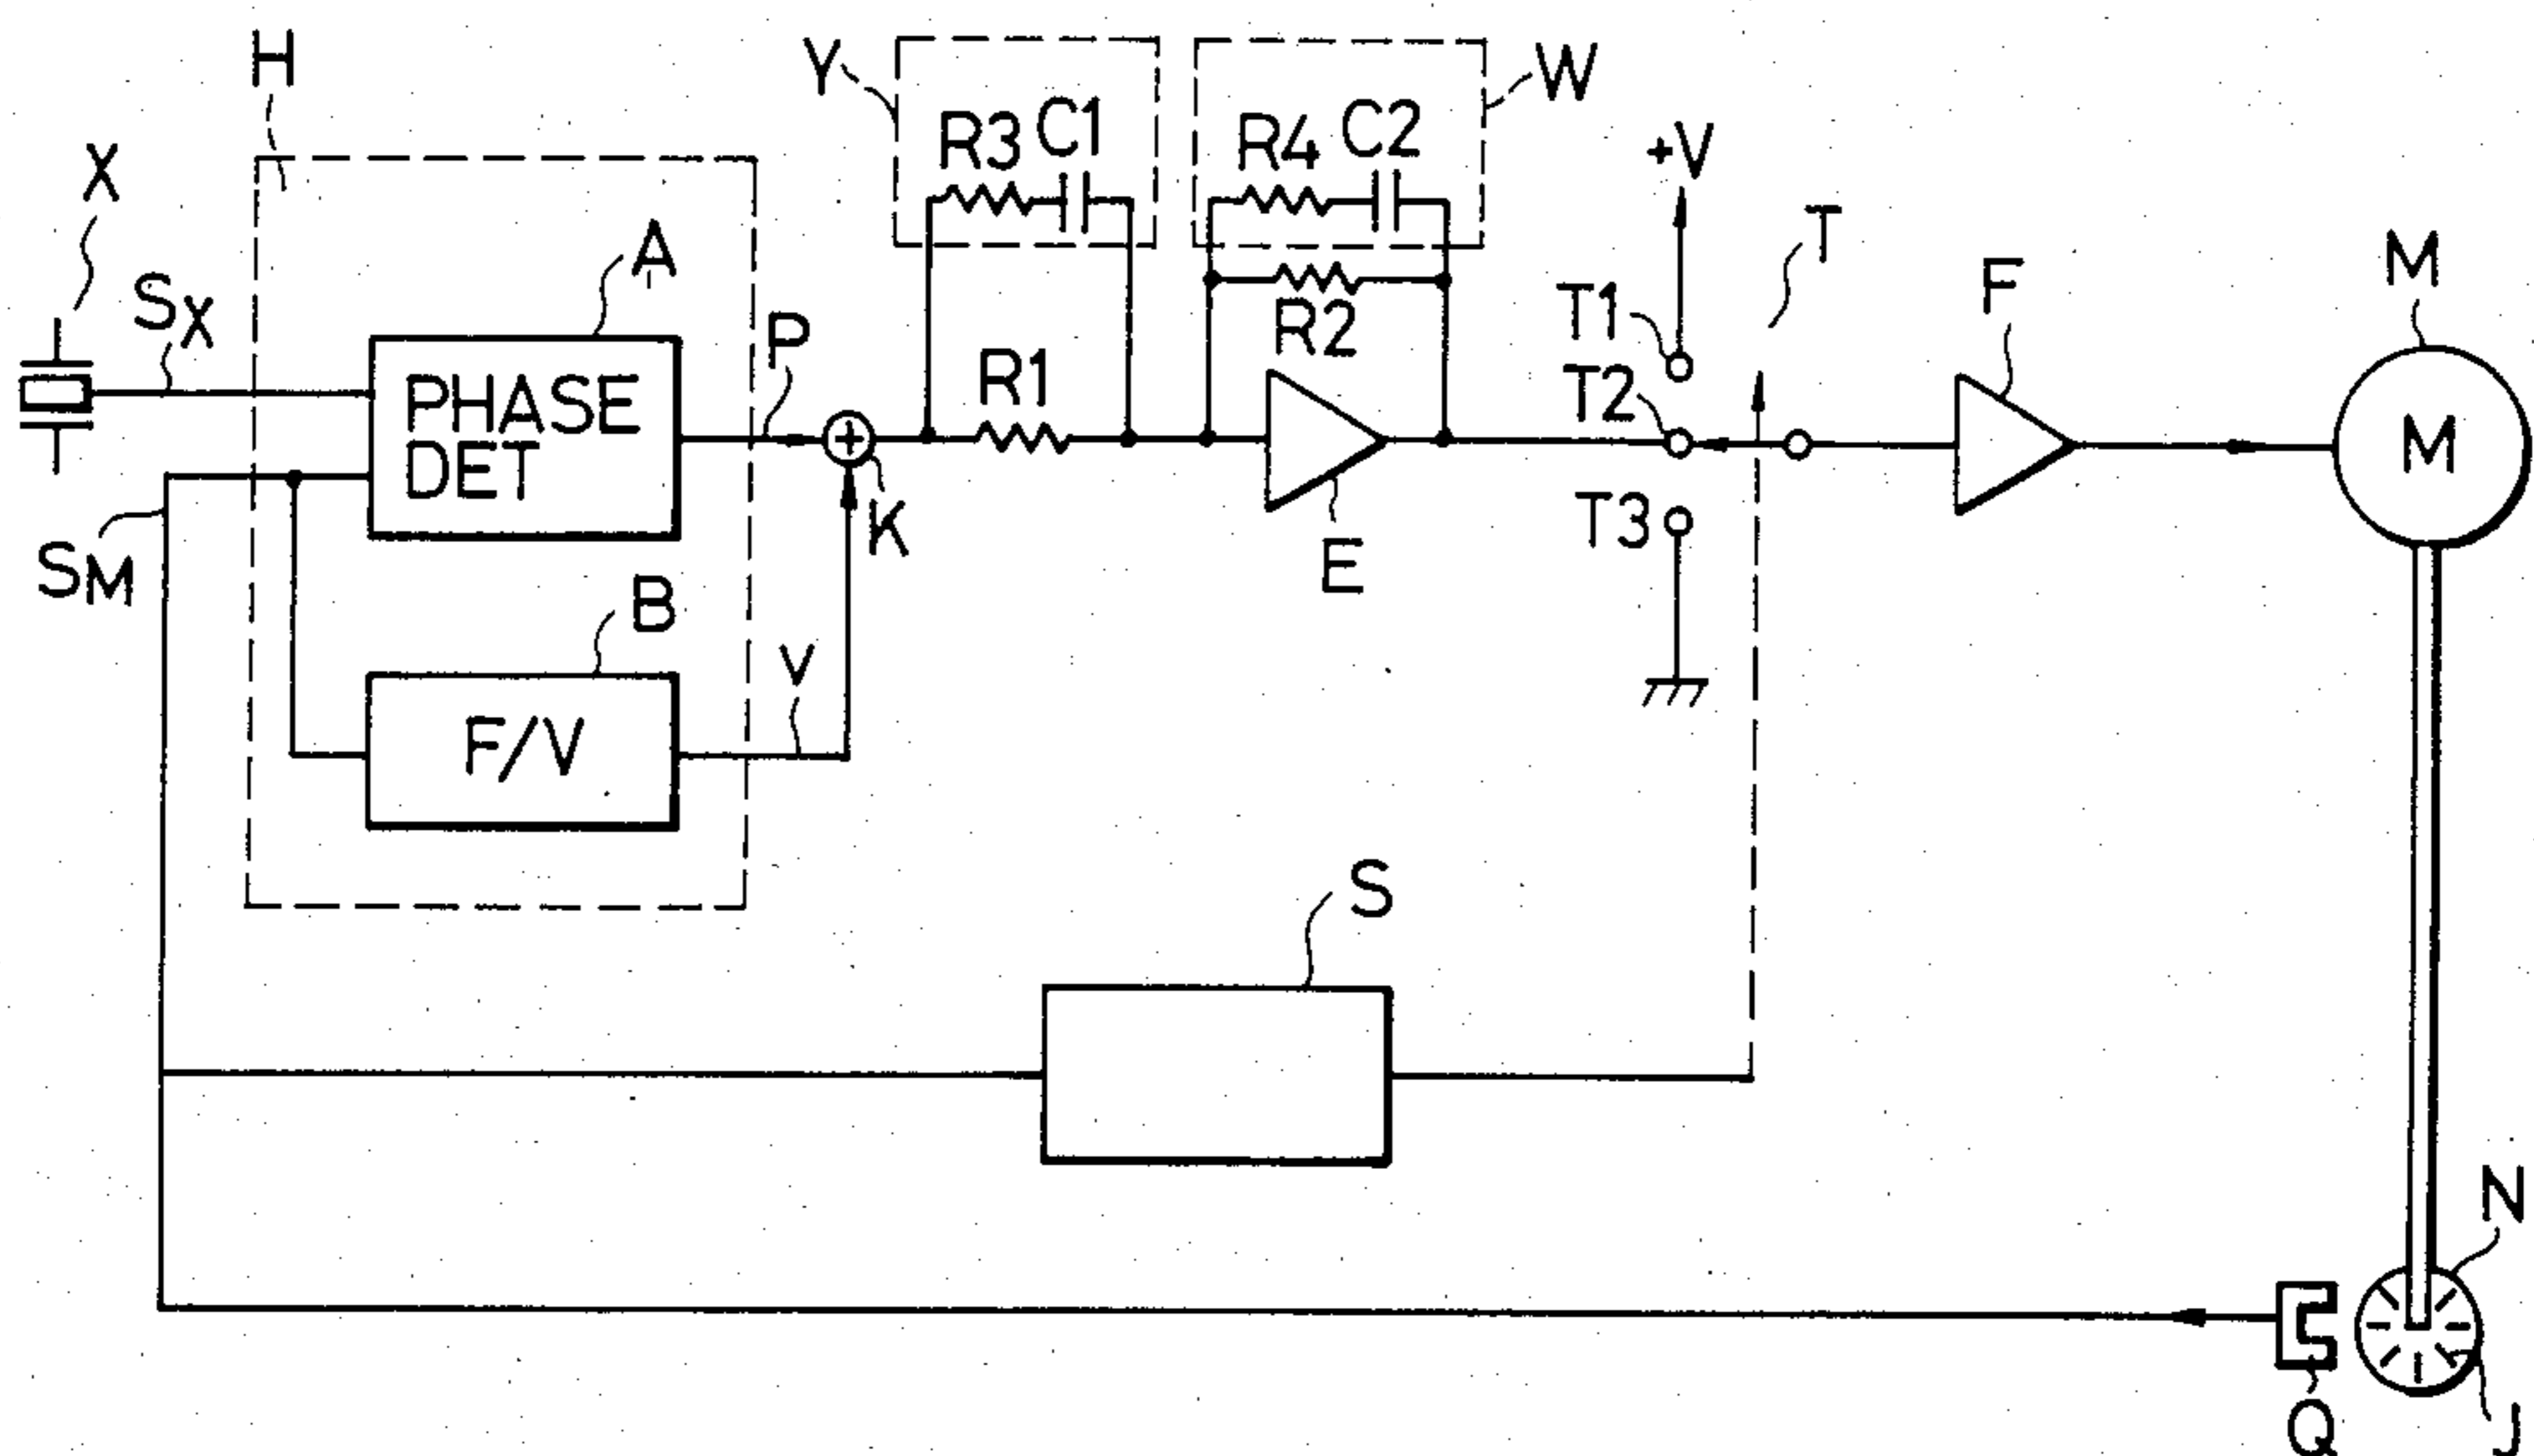 H
Y
R3 C1
W
R4 C2
+V
X
T
A
M
SX
P
T1
F
R2
R1
T2
PHASE
DET
M
K
T3
SM
E
B
V
F/V
S
N
Q
J